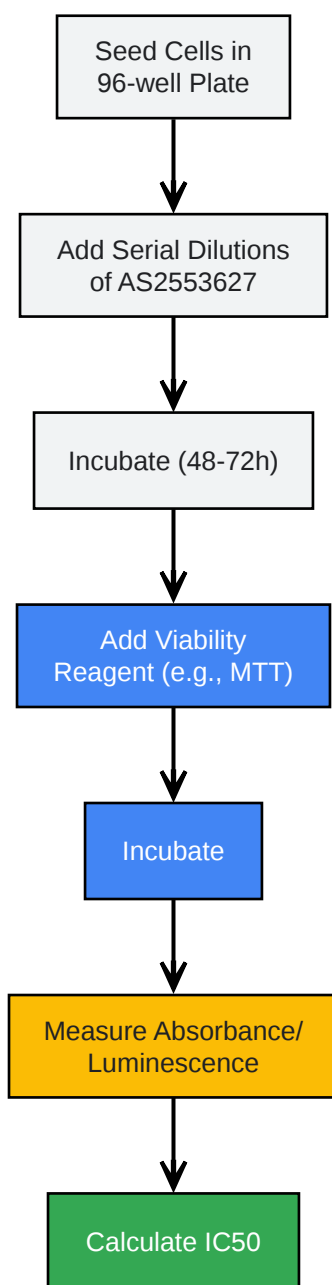 Seed Cells in
96-well Plate
Add Serial Dilutions
of AS2553627
Incubate (48-72h)
Add Viability
Reagent (e.g., MTT)
Incubate
Measure Absorbance/
Luminescence
Calculate IC50